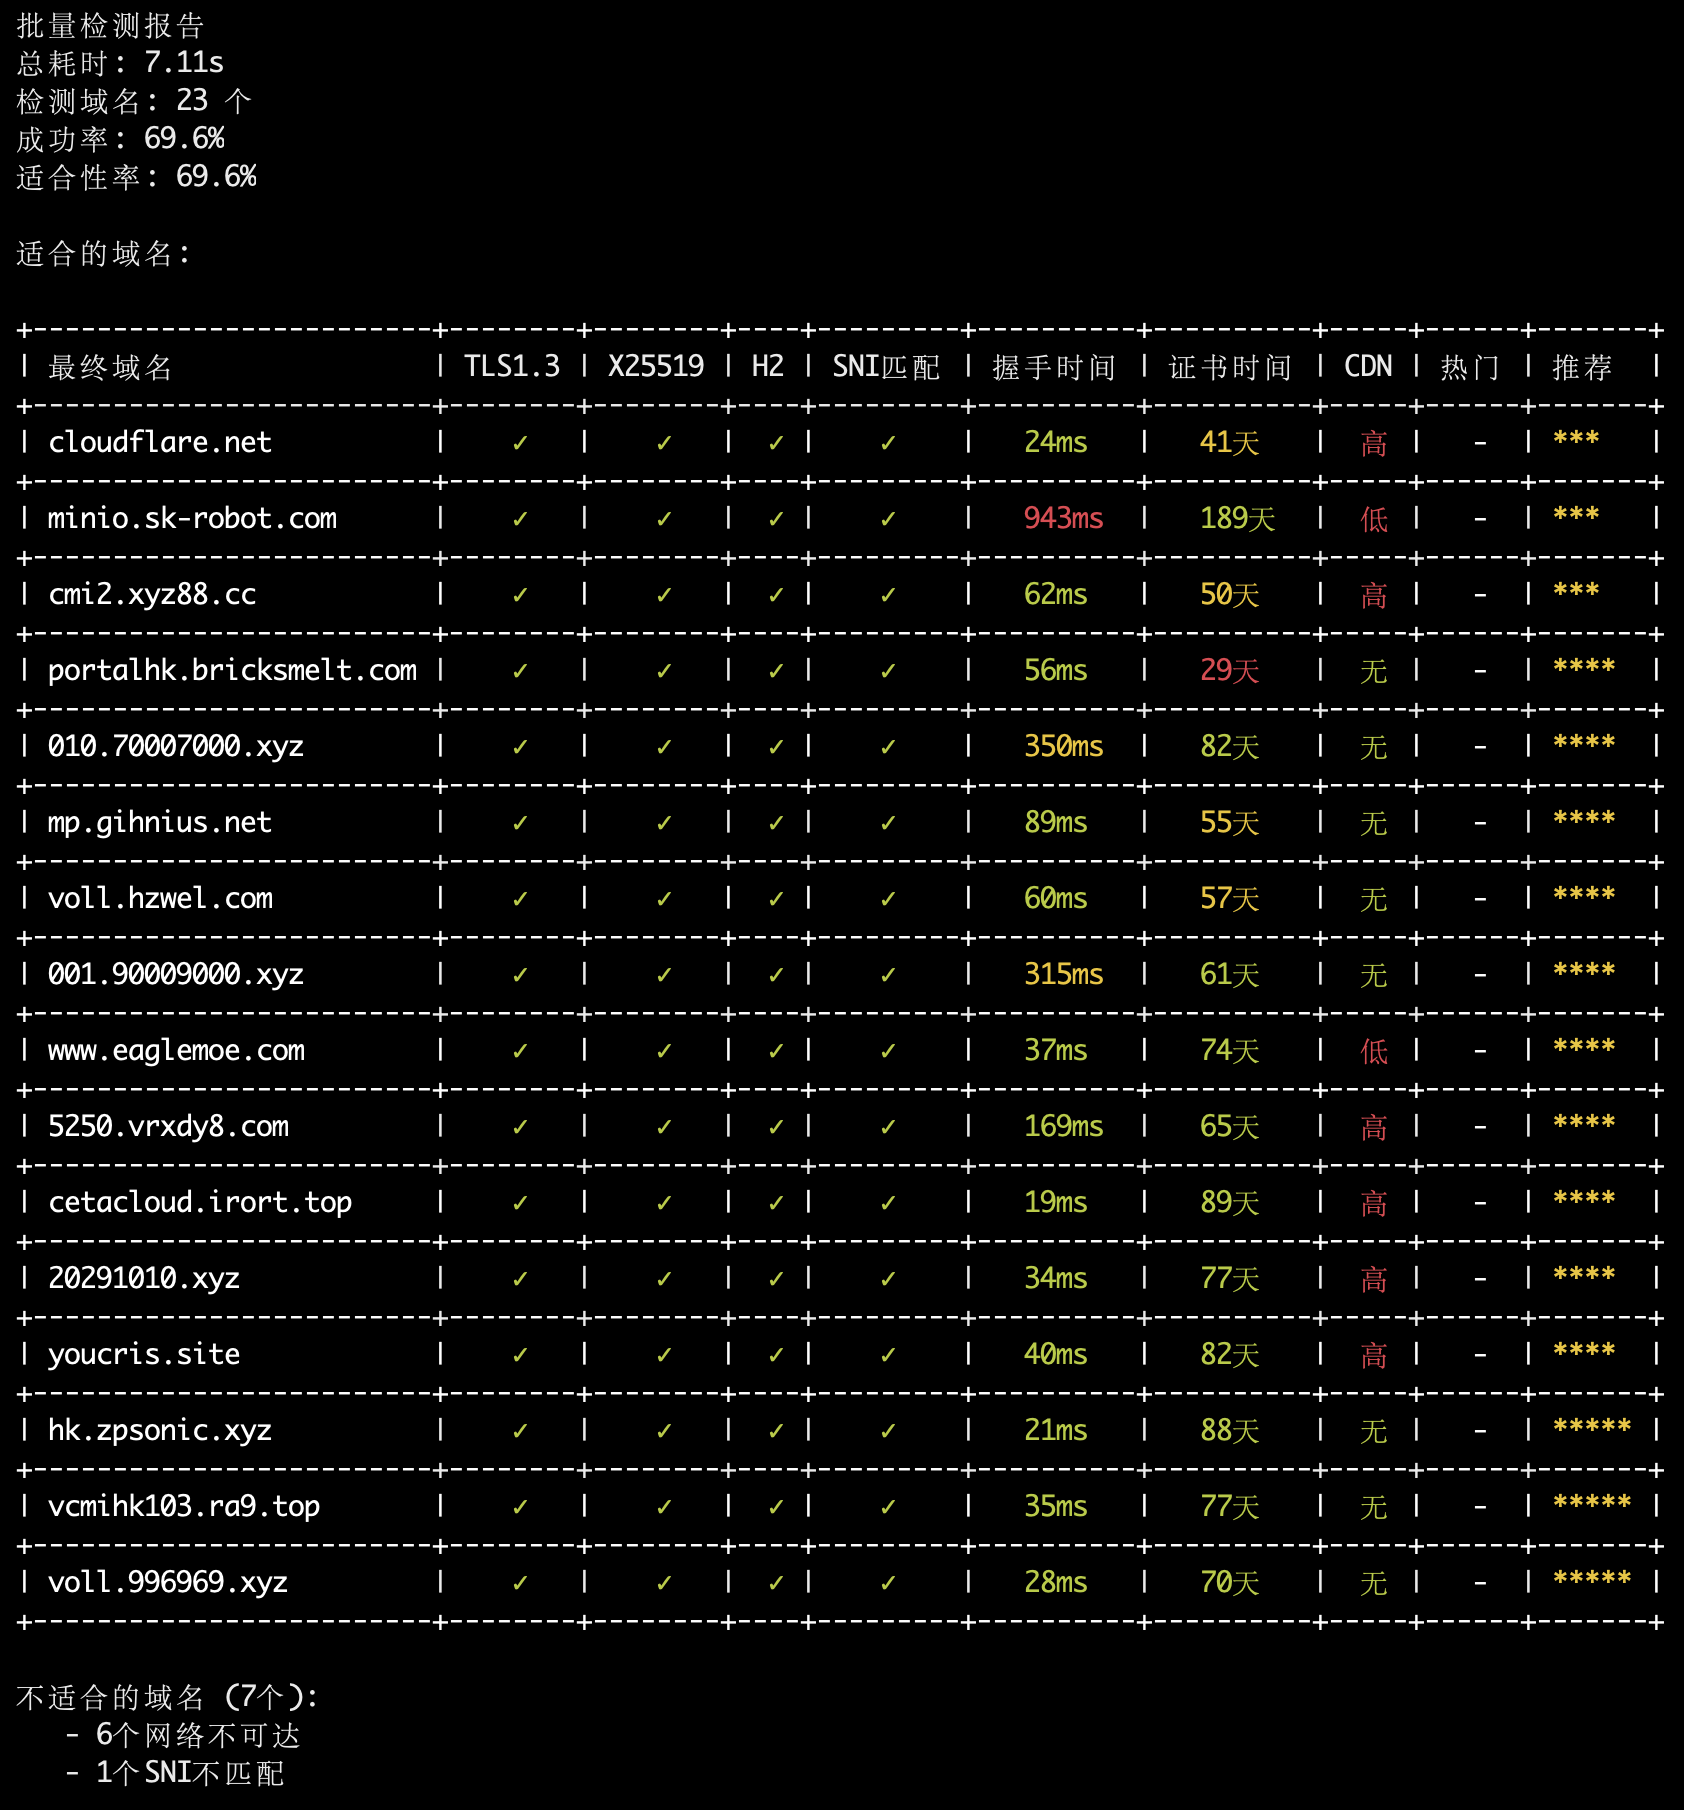 批量检测报告
总耗时: 7.11s
检测域名: 23 个
成功率: 69.6%
适合性率: 69.6%
适合的域名:
+-------------------------+--------+--------+----+---------+----------+----------+-----+------+-------+
| 最终域名 | TLS1.3 | X25519 | H2 | SNI匹配 | 握手时间 | 证书时间 | CDN | 热门 | 推荐 |
| cloudflare.net | ✓ | ✓ | ✓ | ✓ | 24ms | 41天 | 高 | - | *** |
| minio.sk-robot.com | ✓ | ✓ | ✓ | ✓ | 943ms | 189天 | 低 | - | *** |
| cmi2.xyz88.cc | ✓ | ✓ | ✓ | ✓ | 62ms | 50天 | 高 | - | *** |
| portalhk.bricksmelt.com | ✓ | ✓ | ✓ | ✓ | 56ms | 29天 | 无 | - | **** |
| 010.70007000.xyz | ✓ | ✓ | ✓ | ✓ | 350ms | 82天 | 无 | - | **** |
| mp.gihnius.net | ✓ | ✓ | ✓ | ✓ | 89ms | 55天 | 无 | - | **** |
| voll.hzwel.com | ✓ | ✓ | ✓ | ✓ | 60ms | 57天 | 无 | - | **** |
| 001.90009000.xyz | ✓ | ✓ | ✓ | ✓ | 315ms | 61天 | 无 | - | **** |
| www.eaglemoe.com | ✓ | ✓ | ✓ | ✓ | 37ms | 74天 | 低 | - | **** |
| 5250.vrxdy8.com | ✓ | ✓ | ✓ | ✓ | 169ms | 65天 | 高 | - | **** |
| cetacloud.irort.top | ✓ | ✓ | ✓ | ✓ | 19ms | 89天 | 高 | - | **** |
| 20291010.xyz | ✓ | ✓ | ✓ | ✓ | 34ms | 77天 | 高 | - | **** |
| youcris.site | ✓ | ✓ | ✓ | ✓ | 40ms | 82天 | 高 | - | **** |
| hk.zpsonic.xyz | ✓ | ✓ | ✓ | ✓ | 21ms | 88天 | 无 | - | ***** |
| vcmihk103.ra9.top | ✓ | ✓ | ✓ | ✓ | 35ms | 77天 | 无 | - | ***** |
| voll.996969.xyz | ✓ | ✓ | ✓ | ✓ | 28ms | 70天 | 无 | - | ***** |
不适合的域名 (7个):
- 6个网络不可达
- 1个SNI不匹配